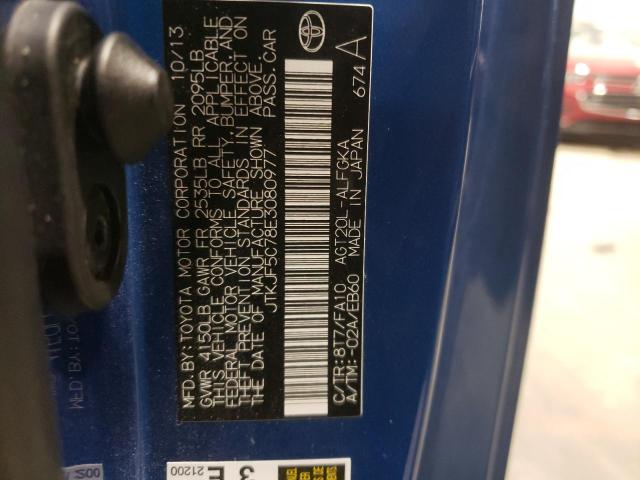 MFD. BY: TOYOTA MOTOR CORPORATION 10/13
GVWR 4150LB GAWR FR 2535LB RR 2095LB
THIS VEHICLE CONFORMS TO ALL APPLICABLE
FEDERAL MOTOR VEHICLE SAFETY, BUMPER, AND
THEFT PREVENTION STANDARDS IN EFFECT ON
THE DATE OF MANUFACTURE SHOWN ABOVE.
JTKJF5C78E3080977 PASS. CAR
C/TR: 8T7/FA10 AGT20L-ALFGKA
A/TM: -02A/EB60 MADE IN JAPAN 674 A
21200